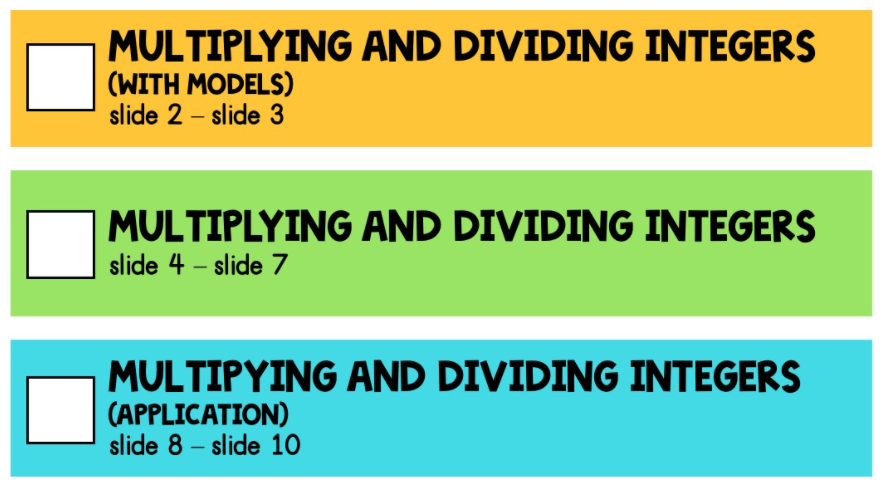 MULTIPLYING AND DIVIDING INTEGERS
(WITH MODELS)
slide 2 – slide 3
MULTIPLYING AND DIVIDING INTEGERS
slide 4 – slide 7
MULTIPYING AND DIVIDING INTEGERS
(APPLICATION)
slide 8 – slide 10